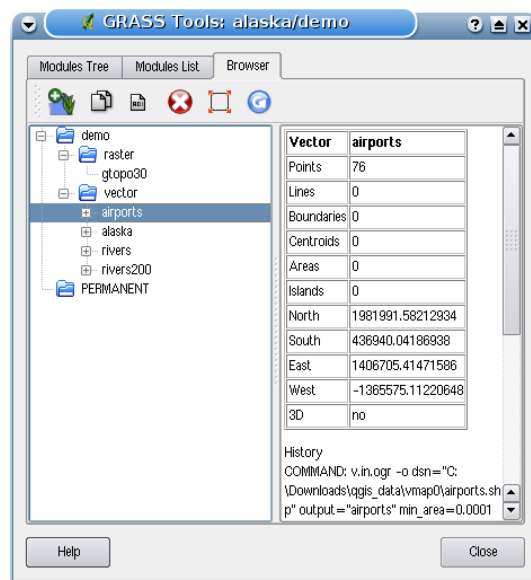 GRASS Tools: alaska/demo
Modules Tree Modules List Browser
demo
raster
gtopo30
vector
airports
alaska
rivers
rivers200
PERMANENT
Vector airports
Points 76
Lines 0
Boundaries 0
Centroids 0
Areas 0
Islands 0
North 1981991.58212934
South 436940.04186938
East 1406705.41471586
West -1365575.11220648
3D no
History
COMMAND: v.in.ogr -o dsn="C:
\Downloads\qgis_data\vmap0\airports.sh
p" output="airports" min_area=0.0001
Help Close